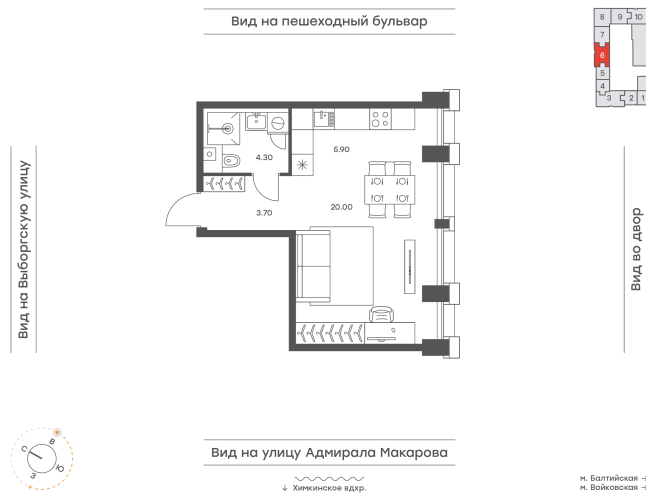 Вид на пешеходный бульвар
8 9 10
7
6
5
4
3 2 1
4.30
5.90
3.70
20.00
Вид на Выборгскую улицу
Вид во двор
Вид на улицу Адмирала Макарова
↓ Химкинское вдхр.
С В Ю З
м. Балтийская
м. Войковская